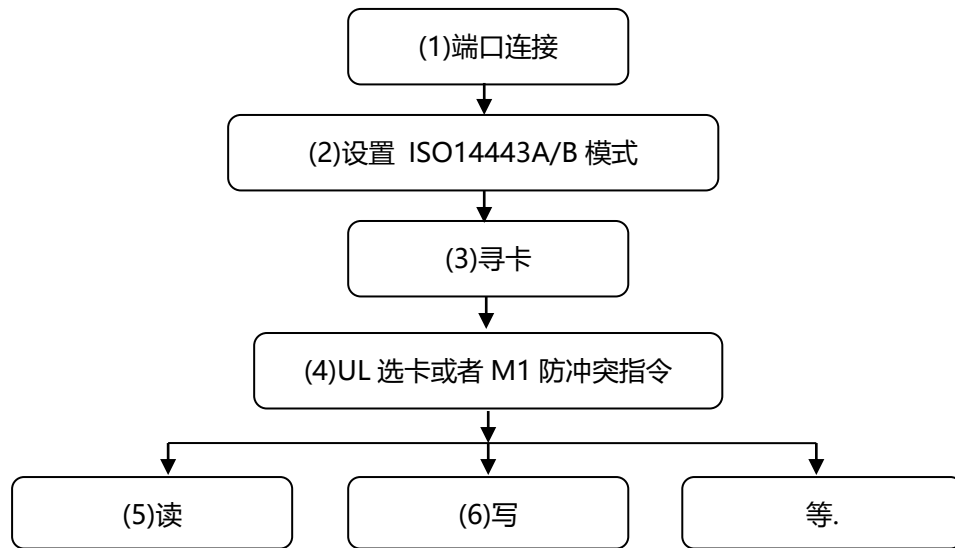 (1)端口连接
(2)设置 ISO14443A/B 模式
(3)寻卡
(4)UL 选卡或者 M1 防冲突指令
(5)读
(6)写
等.